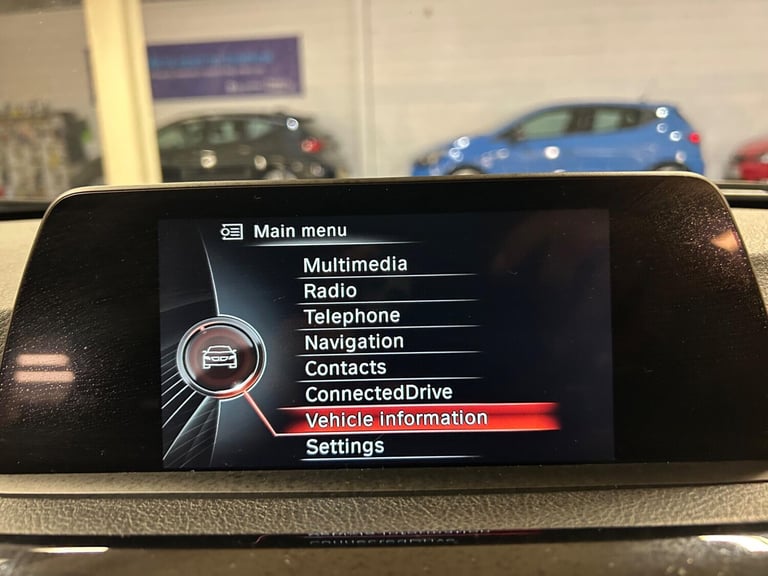 Main menu
Multimedia
Radio
Telephone
Navigation
Contacts
ConnectedDrive
Vehicle information
Settings